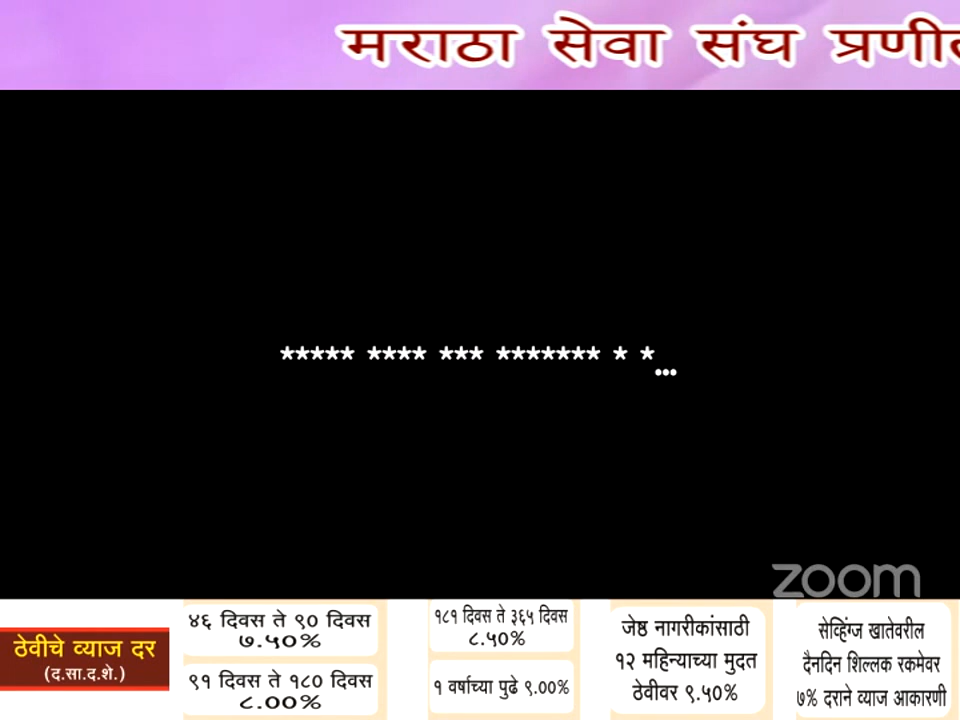 मराठा सेवा संघ प्रणीत
***** **** *** ******* * *...
zoom
ठेवीचे व्याज दर
(द.सा.द.शे.)
४६ दिवस ते ९० दिवस
७.५०%
९१ दिवस ते १८० दिवस
८.००%
१८१ दिवस ते ३६५ दिवस
८.५०%
१ वर्षाच्या पुढे ९.००%
जेष्ठ नागरीकांसाठी
१२ महिन्याच्या मुदत
ठेवीवर ९.५०%
सेव्हिंग्ज खातेवरील
दैनदिन शिल्लक रकमेवर
७% दराने व्याज आकारणी